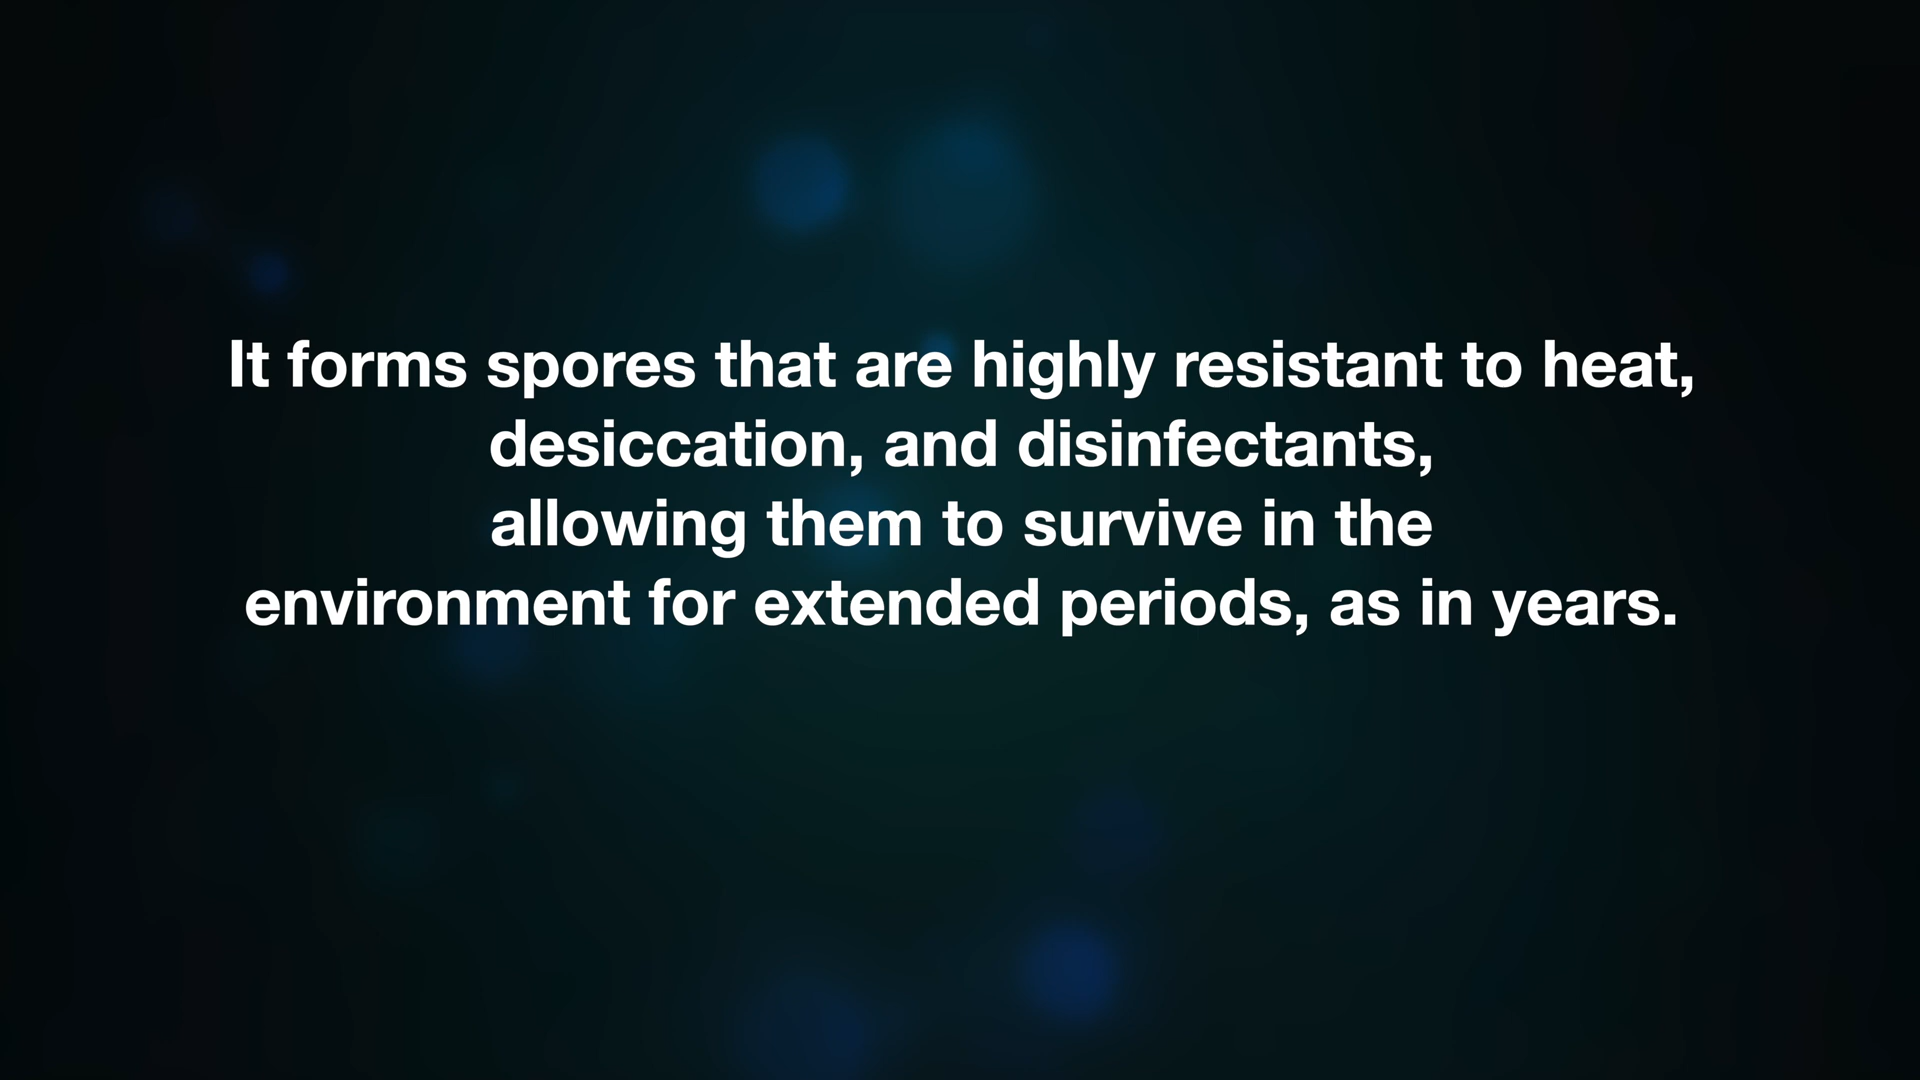 It forms spores that are highly resistant to heat,
desiccation, and disinfectants,
allowing them to survive in the
environment for extended periods, as in years.